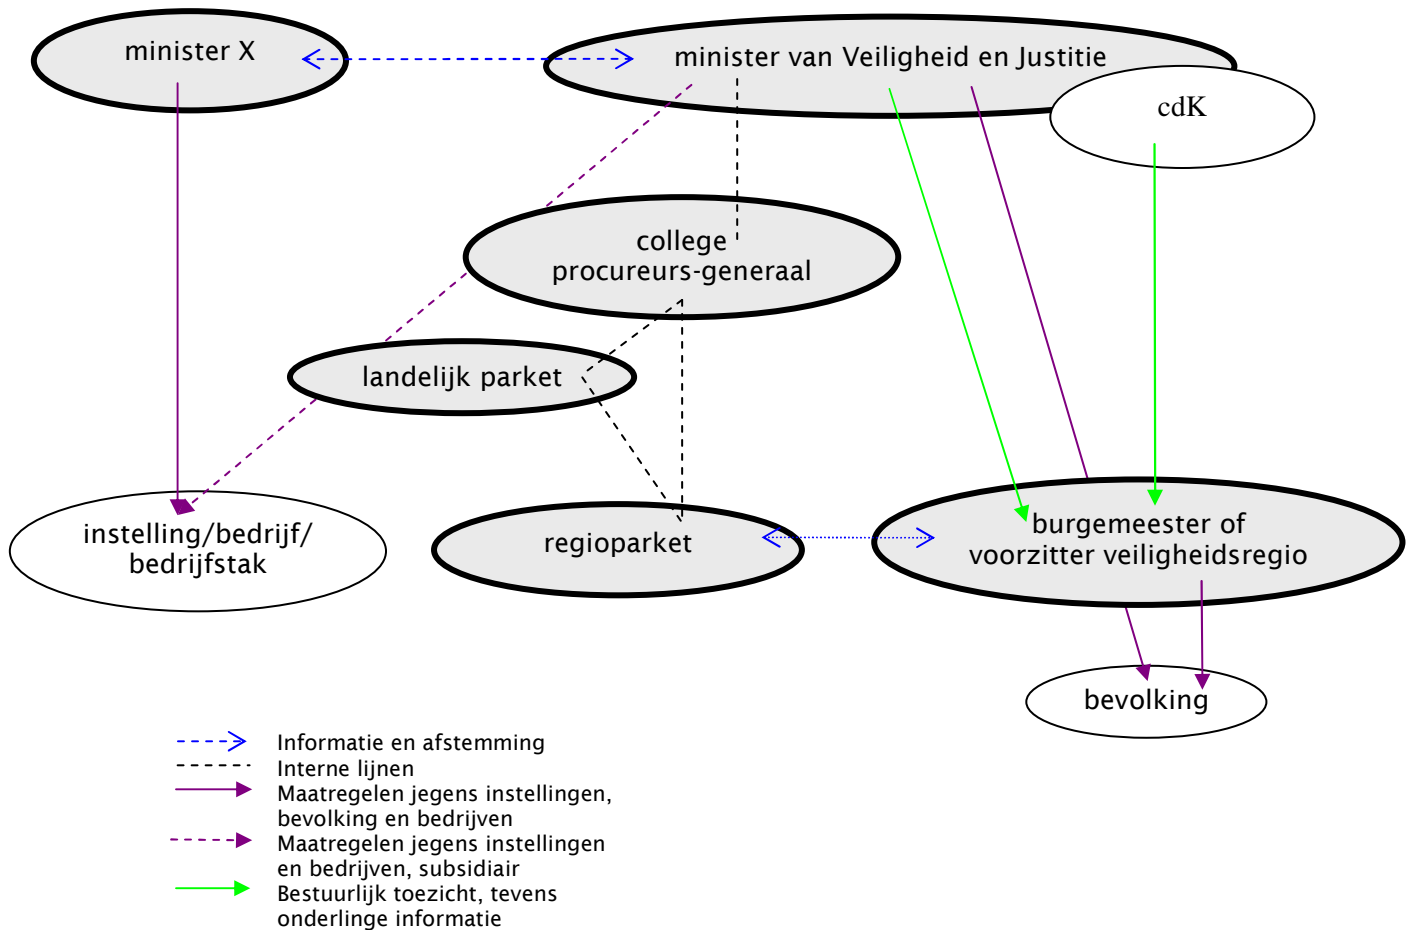 minister X
minister van Veiligheid en Justitie
cdK
college
procureurs-generaal
landelijk parket
instelling/bedrijf/
bedrijfstak
regioparket
burgemeester of
voorzitter veiligheidsregio
bevolking
Informatie en afstemming
Interne lijnen
Maatregelen jegens instellingen,
bevolking en bedrijven
Maatregelen jegens instellingen
en bedrijven, subsidiair
Bestuurlijk toezicht, tevens
onderlinge informatie